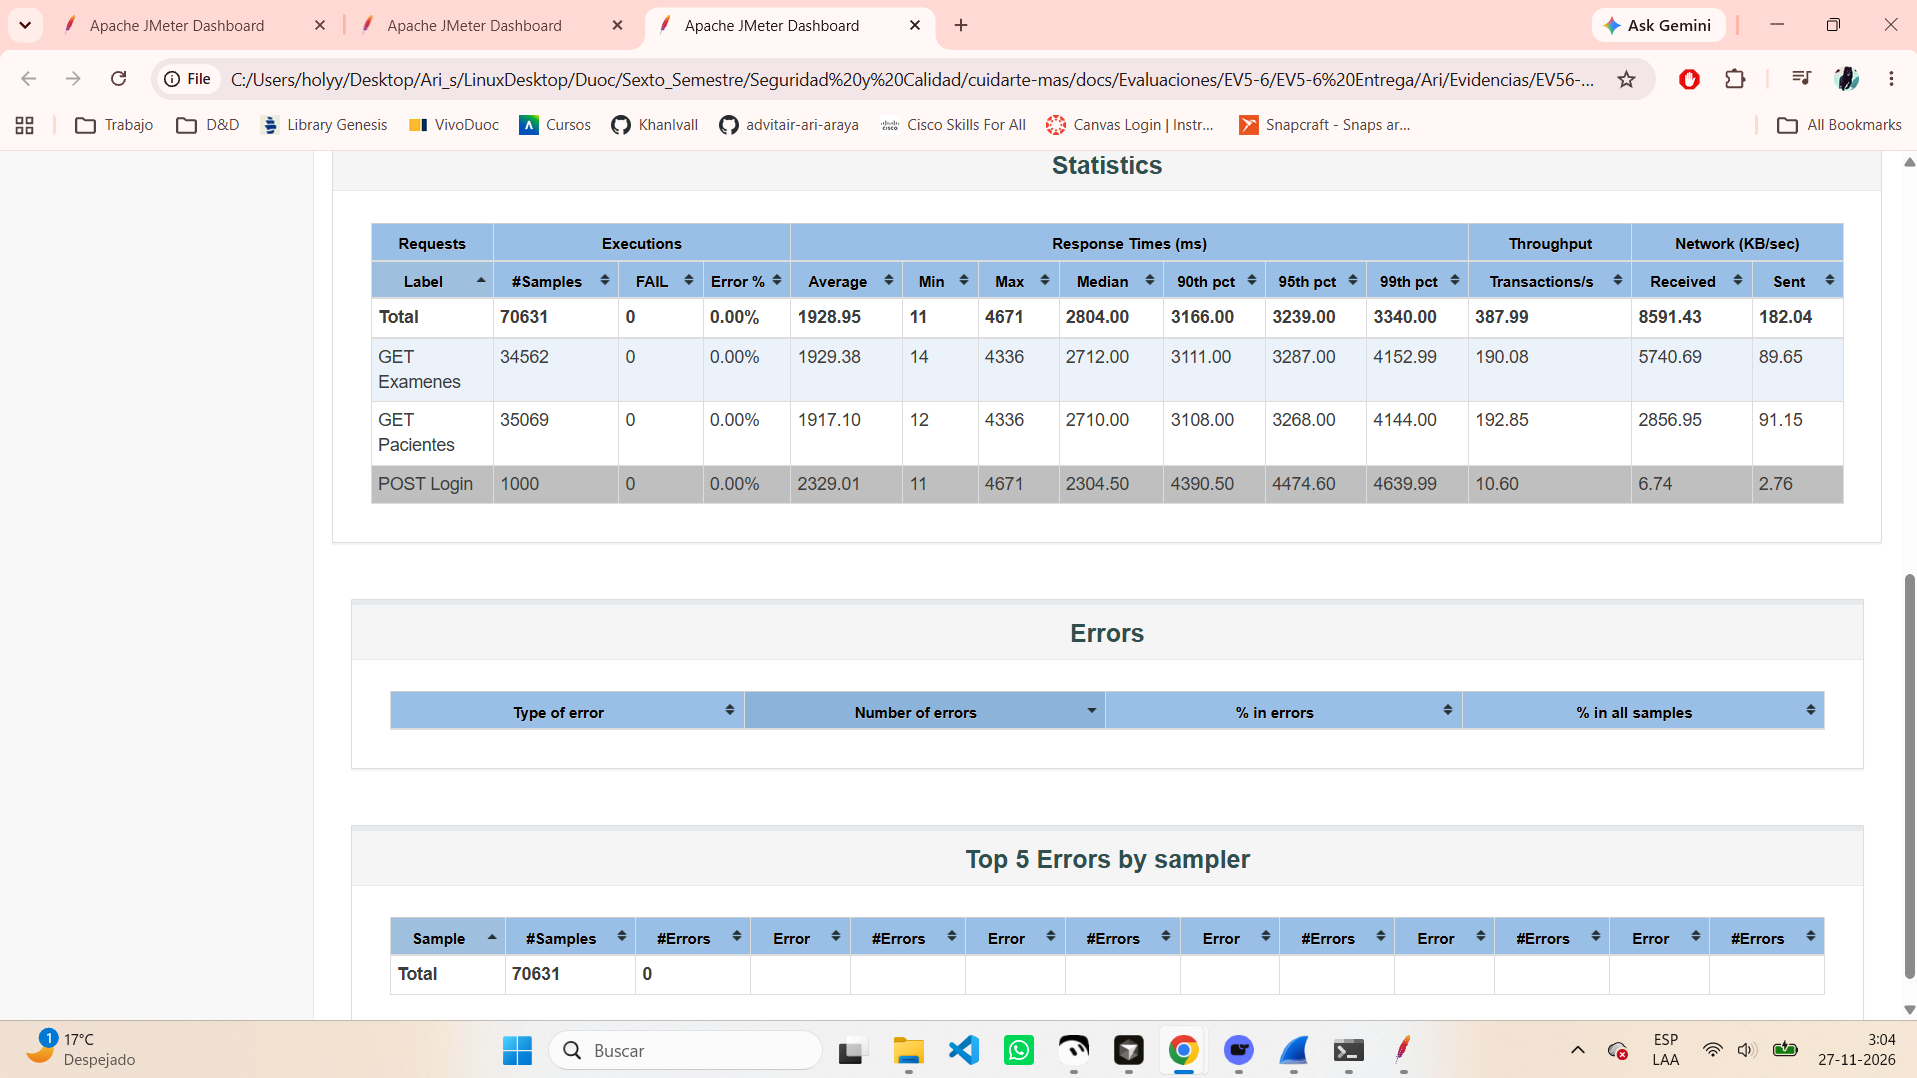 Apache JMeter Dashboard
Apache JMeter Dashboard
Apache JMeter Dashboard
Ask Gemini
File
C:/Users/holyy/Desktop/Ari_s/LinuxDesktop/Duoc/Sexto_Semestre/Seguridad%20y%20Calidad/cuidarte-mas/docs/Evaluaciones/EV5-6/EV5-6%20Entrega/Ari/Evidencias/EV56-...
Trabajo D&D Library Genesis VivoDuoc Cursos Khanlvall advitair-ari-araya Cisco Skills For All Canvas Login | Instr... Snapcraft - Snaps ar... All Bookmarks
Statistics
Requests Executions Response Times (ms) Throughput Network (KB/sec)
Label #Samples FAIL Error % Average Min Max Median 90th pct 95th pct 99th pct Transactions/s Received Sent
Total 70631 0 0.00% 1928.95 11 4671 2804.00 3166.00 3239.00 3340.00 387.99 8591.43 182.04
GET Examenes 34562 0 0.00% 1929.38 14 4336 2712.00 3111.00 3287.00 4152.99 190.08 5740.69 89.65
GET Pacientes 35069 0 0.00% 1917.10 12 4336 2710.00 3108.00 3268.00 4144.00 192.85 2856.95 91.15
POST Login 1000 0 0.00% 2329.01 11 4671 2304.50 4390.50 4474.60 4639.99 10.60 6.74 2.76
Errors
Type of error Number of errors % in errors % in all samples
Top 5 Errors by sampler
Sample #Samples #Errors Error #Errors Error #Errors Error #Errors Error #Errors Error #Errors
Total 70631 0
1
17°C
Despejado
Buscar
ESP
LAA
3:04
27-11-2026